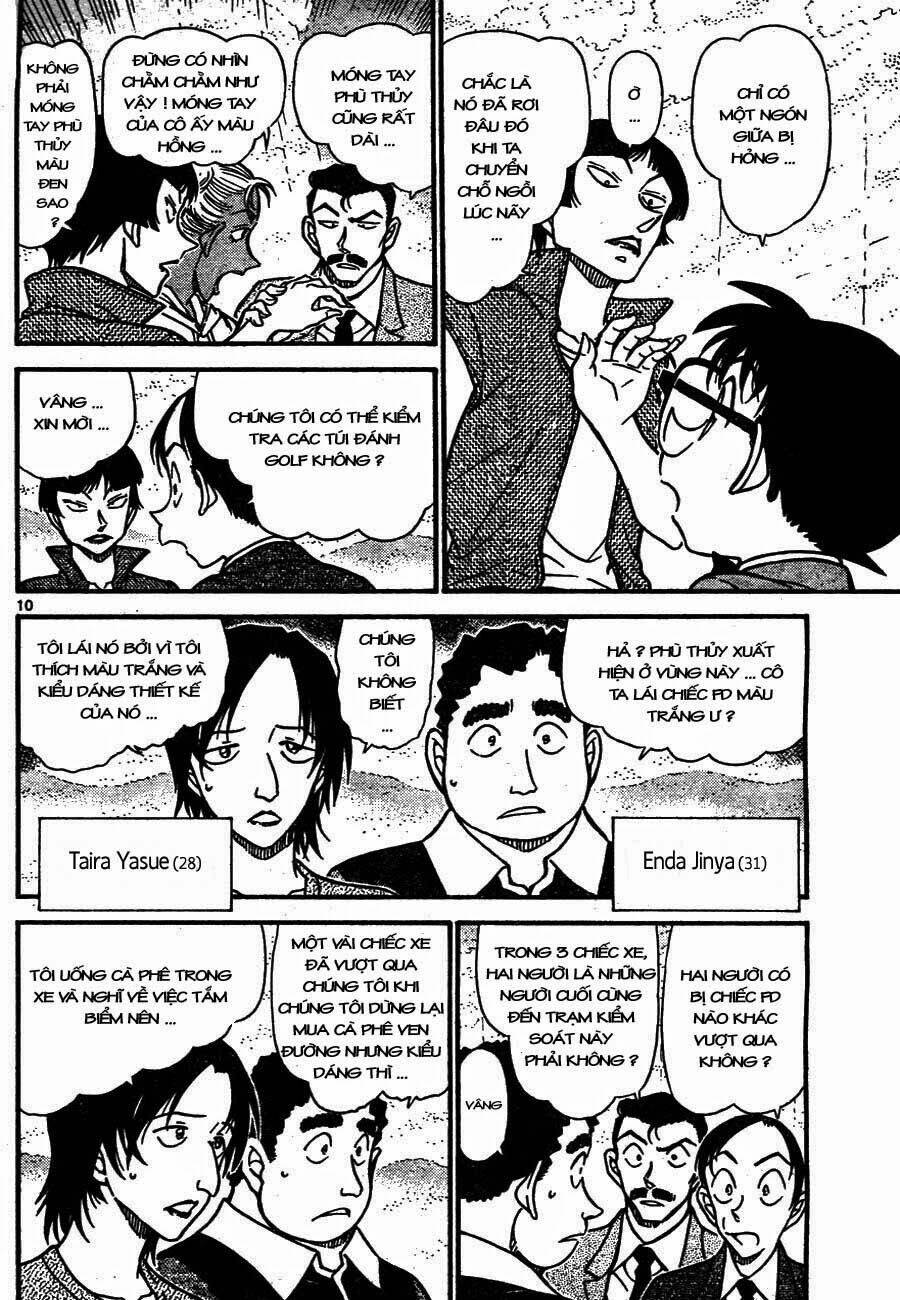 CHỈ CÓ
MỘT NGÓN
GIỮA BỊ
HỎNG ...
Ờ
...
CHẮC LÀ
NÓ ĐÃ RƠI
ĐÂU ĐÓ
KHI TA
CHUYỂN
CHỖ NGỒI
LÚC NÃY
...
MÓNG TAY
PHÙ THỦY
CŨNG RẤT
DÀI ...
ĐỪNG CÓ NHÌN
CHẰM CHẰM NHƯ
VẬY ! MÓNG TAY
CỦA CÔ ẤY MÀU
HỒNG ...
KHÔNG
PHẢI
MÓNG
TAY PHÙ
THỦY
MÀU
ĐEN
SAO
?
CHÚNG TÔI CÓ THỂ KIỂM
TRA CÁC TÚI ĐÁNH
GOLF KHÔNG ?
VÂNG ...
XIN MỜI ...
10
HẢ ? PHÙ THỦY XUẤT
HIỆN Ở VÙNG NÀY ... CÔ
TA LÁI CHIẾC FD MÀU
TRẮNG Ư ?
CHÚNG
TÔI
KHÔNG
BIẾT
...
TÔI LÁI NÓ BỞI VÌ TÔI
THÍCH MÀU TRẮNG VÀ
KIỂU DÁNG THIẾT KẾ
CỦA NÓ ...
Enda Jinya (31)
Taira Yasue (28)
HAI NGƯỜI CÓ
BỊ CHIẾC FD
NÀO KHÁC
VƯỢT QUA
KHÔNG ?
TRONG 3 CHIẾC XE,
HAI NGƯỜI LÀ NHỮNG
NGƯỜI CUỐI CÙNG
ĐẾN TRẠM KIỂM
SOÁT NÀY
PHẢI KHÔNG ?
VÂNG
MỘT VÀI CHIẾC XE
ĐÃ VƯỢT QUA
CHÚNG TÔI KHI
CHÚNG TÔI DỪNG LẠI
MUA CÀ PHÊ VEN
ĐƯỜNG NHƯNG KIỂU
DÁNG THÌ ...
TÔI UỐNG CÀ PHÊ TRONG
XE VÀ NGHĨ VỀ VIỆC TẮM
BIỂM NÊN ...